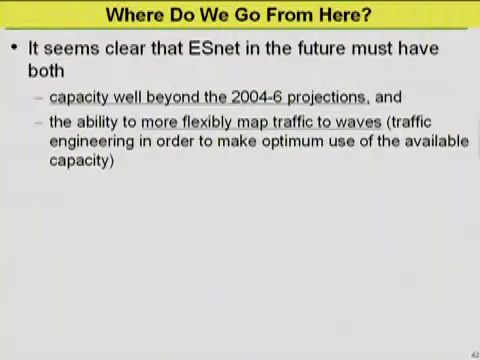 Where Do We Go From Here?
• It seems clear that ESnet in the future must have
both
– capacity well beyond the 2004-6 projections, and
– the ability to more flexibly map traffic to waves (traffic
engineering in order to make optimum use of the available
capacity)
42